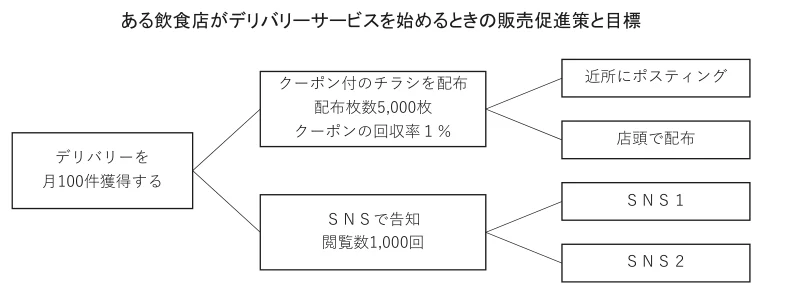 ある飲食店がデリバリーサービスを始めるときの販売促進策と目標
デリバリーを
月100件獲得する
クーポン付のチラシを配布
配布枚数5,000枚
クーポンの回収率１％
近所にポスティング
店頭で配布
ＳＮＳで告知
閲覧数1,000回
ＳＮＳ１
ＳＮＳ２